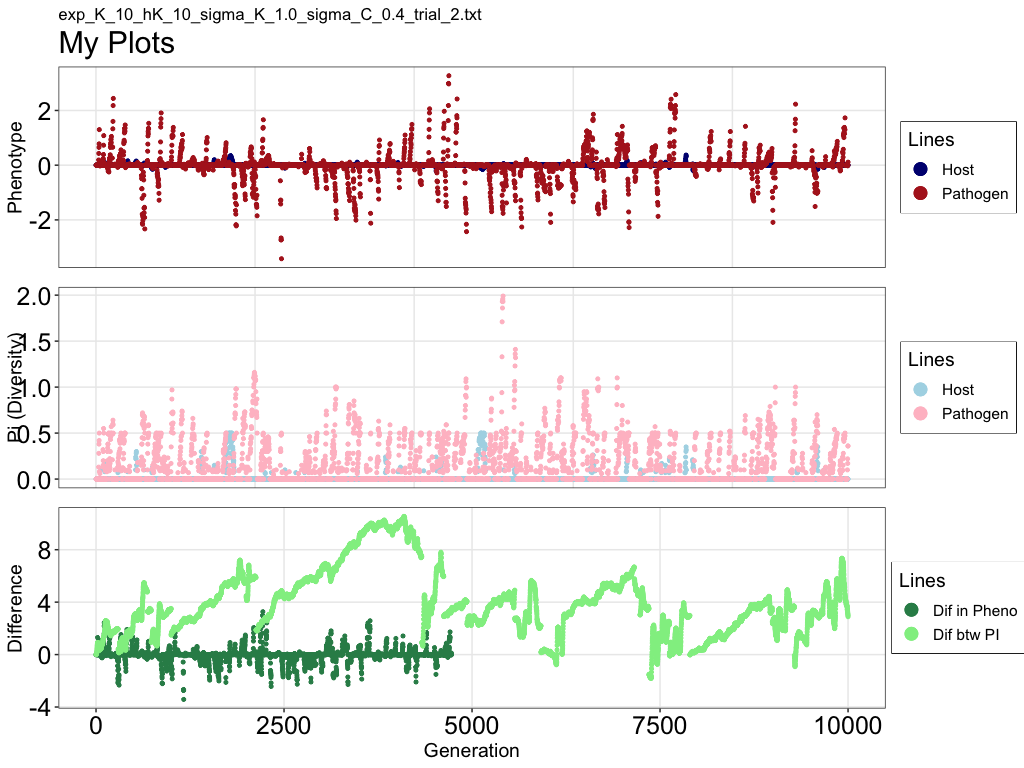 exp_K_10_hK_10_sigma_K_1.0_sigma_C_0.4_trial_2.txt
My Plots
Phenotype
2
0
-2
Lines
Host
Pathogen
Pi (Diversity)
2.0
1.5
1.0
0.5
0.0
Lines
Host
Pathogen
Difference
8
4
0
-4
Lines
Dif in Pheno
Dif btw PI
0 2500 5000 7500 10000
Generation